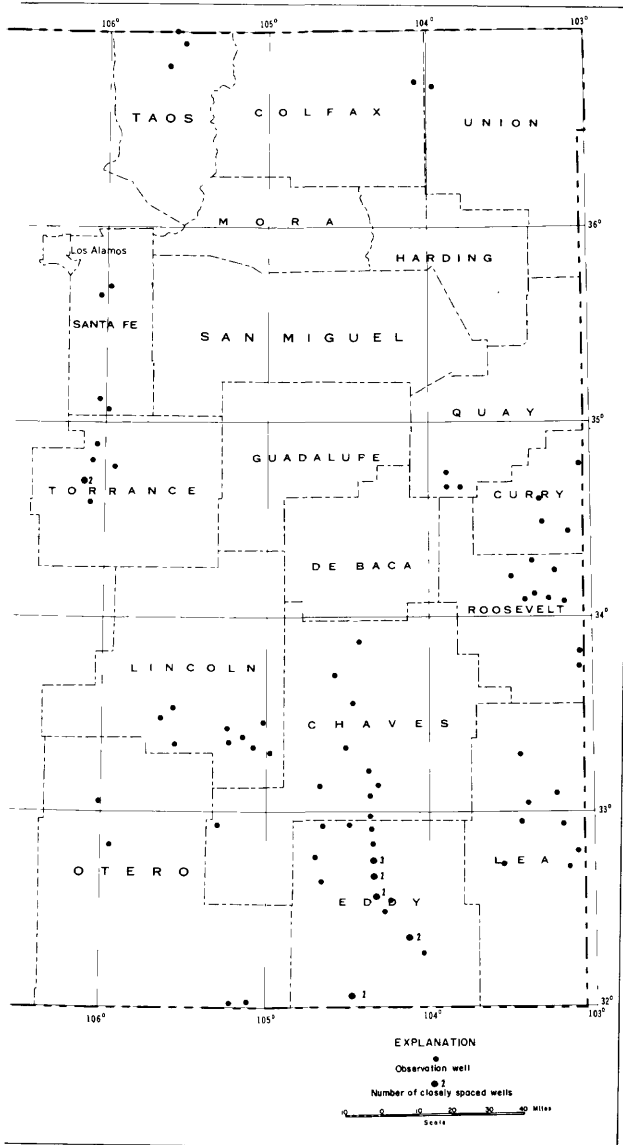 106° 105° 104° 103°
TAOS
COLFAX
UNION
MORA
36°
Los Alamos
HARDING
SANTA FE
SAN MIGUEL
QUAY
35°
GUADALUPE
TORRANCE
2
CURRY
DE BACA
ROOSEVELT
34°
LINCOLN
CHAVES
33°
OTERO
LEA
2
2
EDDY
2
2
2
32°
106° 105° 104° 103°
EXPLANATION
Observation well
2
Number of closely spaced wells
10 0 10 20 30 40 Miles
Scale